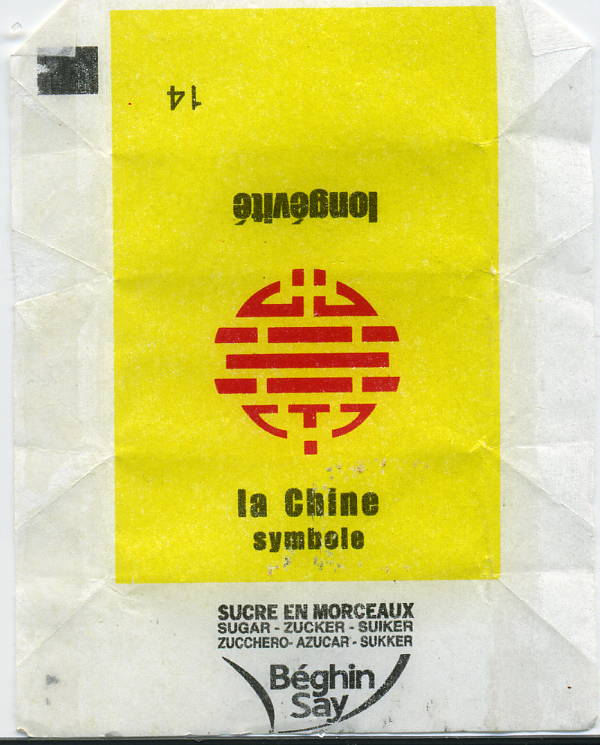 14
longévité
la Chine
symbole
SUCRE EN MORCEAUX
SUGAR - ZUCKER - SUIKER
ZUCCHERO - AZUCAR - SUKKER
Béghin
Say